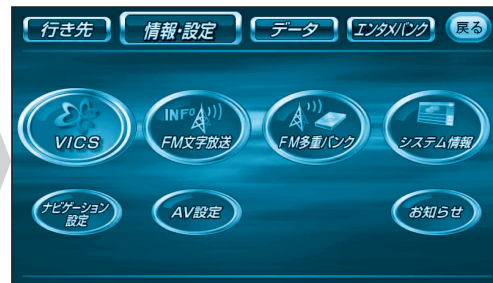 行き先 情報・設定 データ エンタメバンク 戻る
VICS
INFO
FM文字放送
FM多重バンク
システム情報
ナビゲーション
設定
AV設定
お知らせ